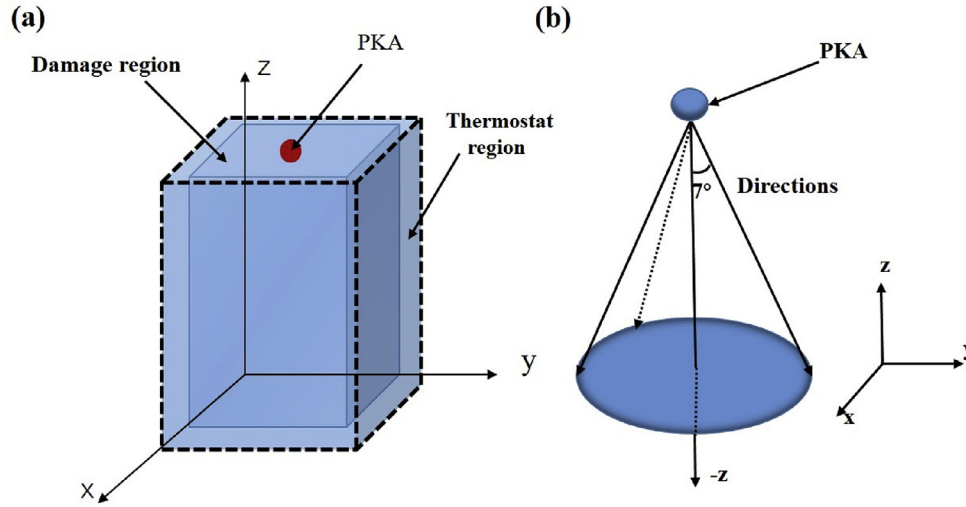 (a)
PKA
Damage region
Z
Thermostat
region
y
X
(b)
PKA
7°
Directions
z
y
x
-z